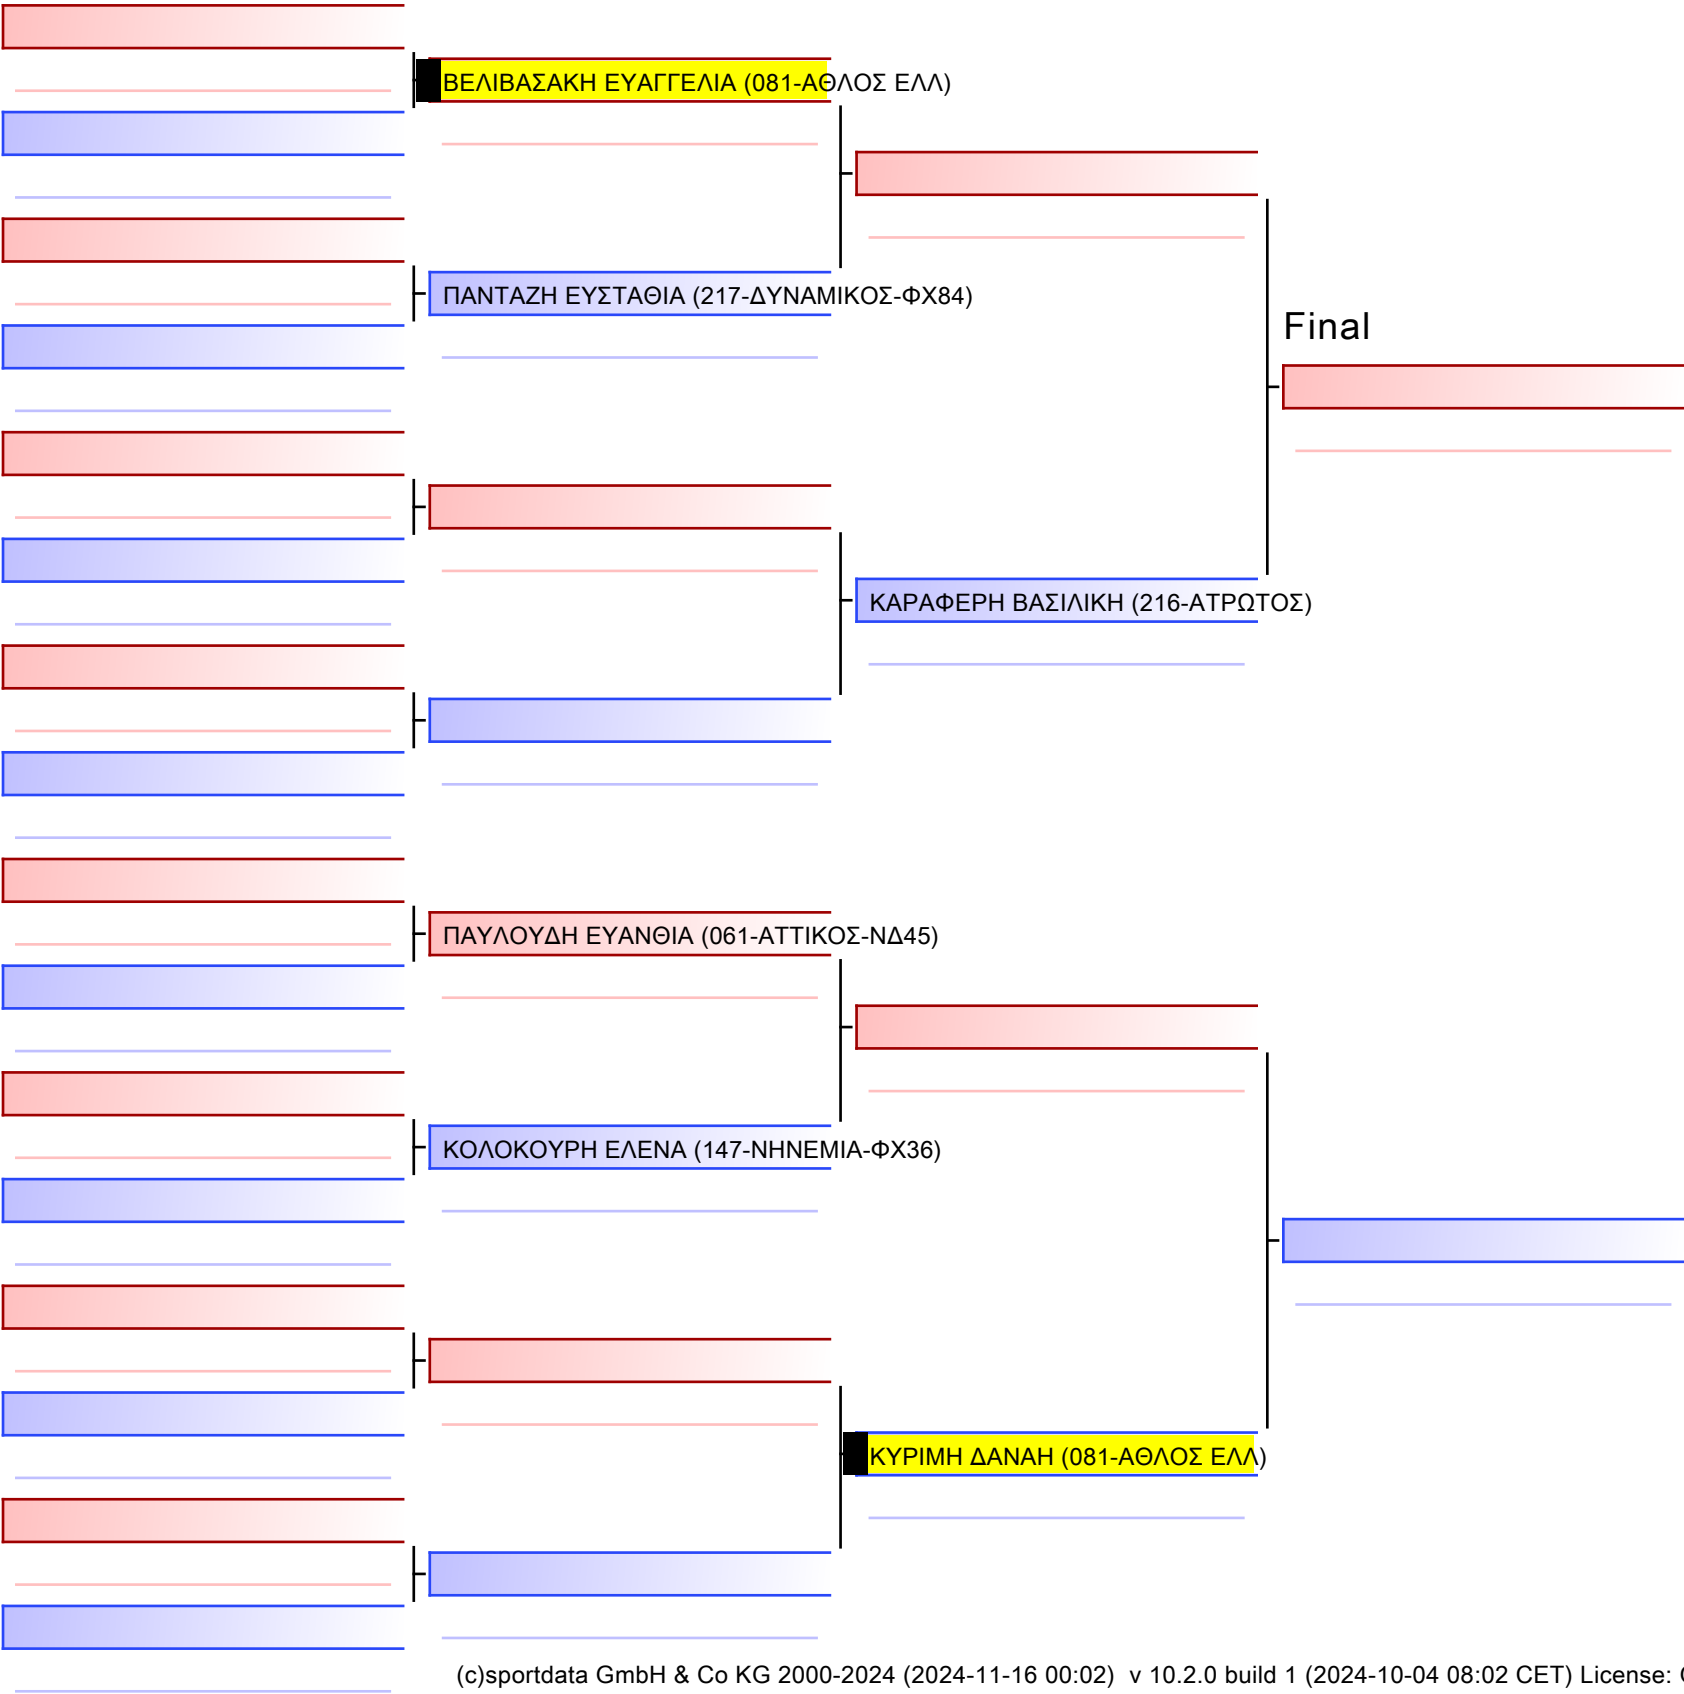 ΒΕΛΙΒΑΣΑΚΗ ΕΥΑΓΓΕΛΙΑ (081-ΑΘΛΟΣ ΕΛΛ)
ΠΑΝΤΑΖΗ ΕΥΣΤΑΘΙΑ (217-ΔΥΝΑΜΙΚΟΣ-ΦΧ84)
Final
ΚΑΡΑΦΕΡΗ ΒΑΣΙΛΙΚΗ (216-ΑΤΡΩΤΟΣ)
ΠΑΥΛΟΥΔΗ ΕΥΑΝΘΙΑ (061-ΑΤΤΙΚΟΣ-ΝΔ45)
ΚΟΛΟΚΟΥΡΗ ΕΛΕΝΑ (147-ΝΗΝΕΜΙΑ-ΦΧ36)
ΚΥΡΙΜΗ ΔΑΝΑΗ (081-ΑΘΛΟΣ ΕΛΛ)
(c)sportdata GmbH & Co KG 2000-2024 (2024-11-16 00:02) v 10.2.0 build 1 (2024-10-04 08:02 CET) License: